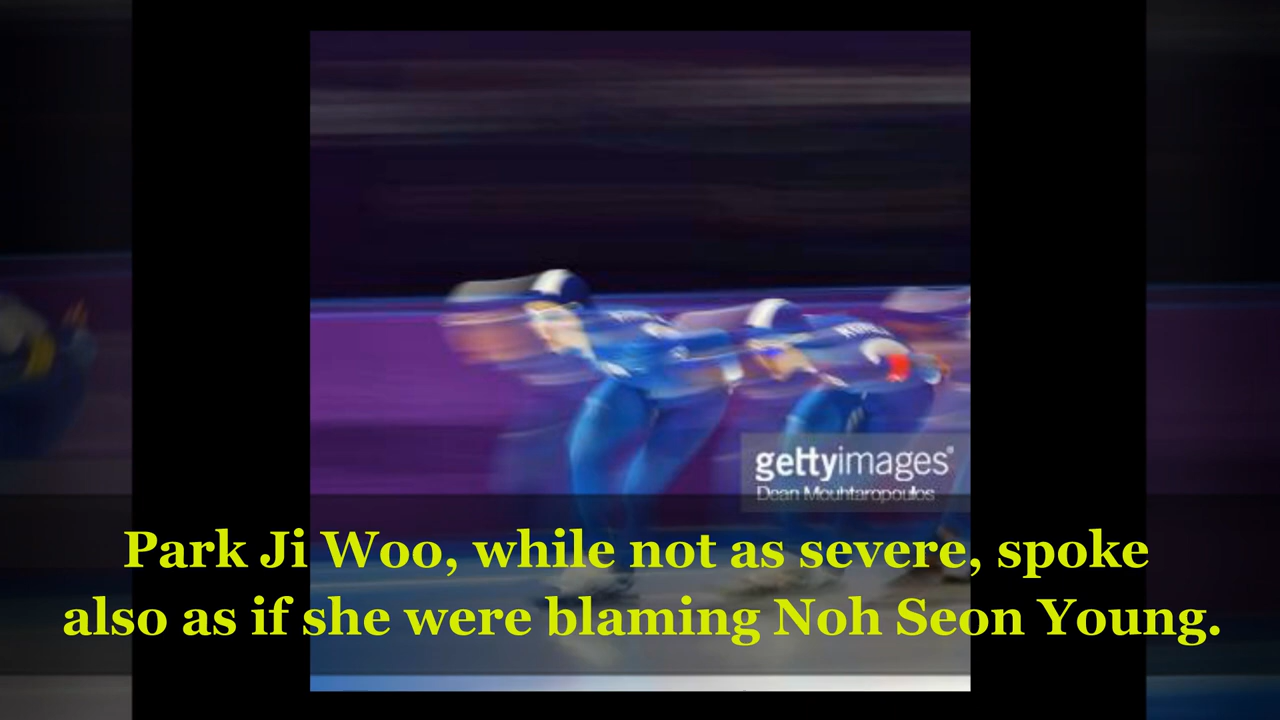 gettyimages®
Dean Mouhtaropoulos
Park Ji Woo, while not as severe, spoke
also as if she were blaming Noh Seon Young.